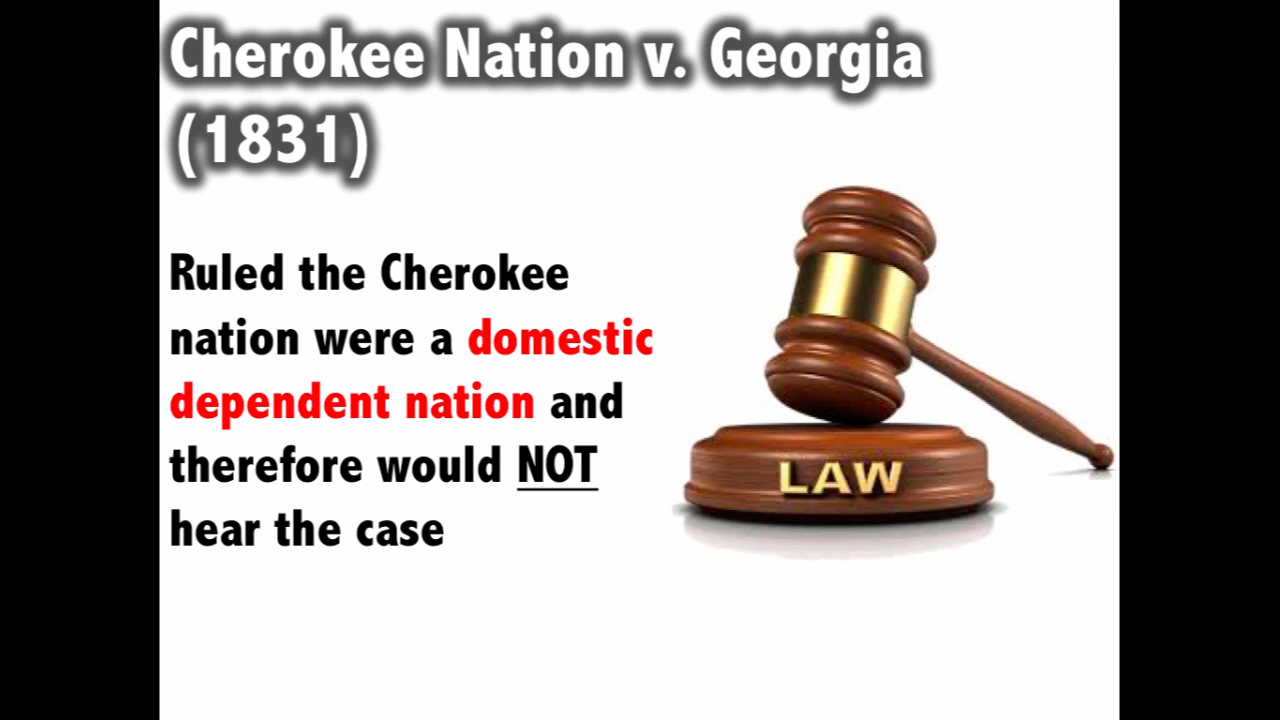 Cherokee Nation v. Georgia
(1831)
Ruled the Cherokee
nation were a domestic
dependent nation and
therefore would NOT
hear the case
LAW